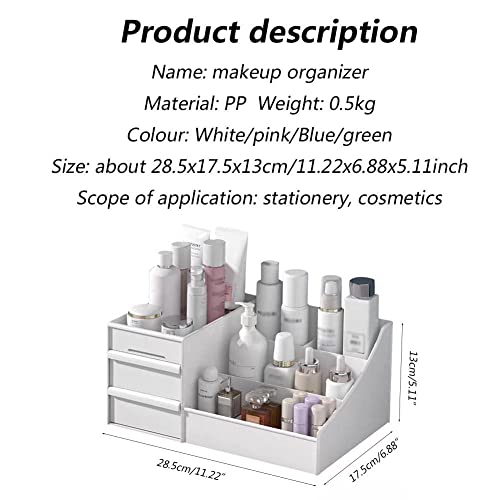 Product description
Name: makeup organizer
Material: PP Weight: 0.5kg
Colour: White/pink/Blue/green
Size: about 28.5x17.5x13cm/11.22x6.88x5.11inch
Scope of application: stationery, cosmetics
13cm/5.11"
28.5cm/11.22"
17.5cm/6.88"